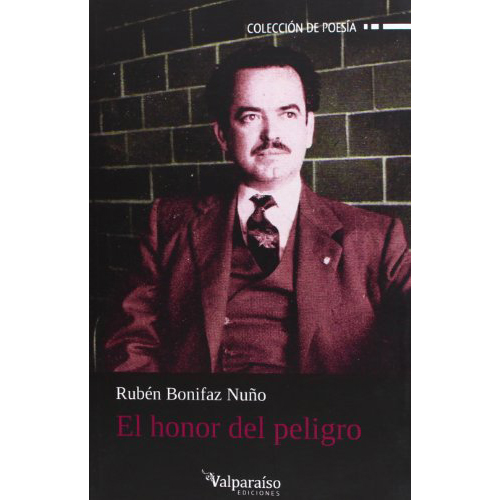 COLECCIÓN DE POESÍA
Rubén Bonifaz Nuño
El honor del peligro
Valparaíso
EDICIONES